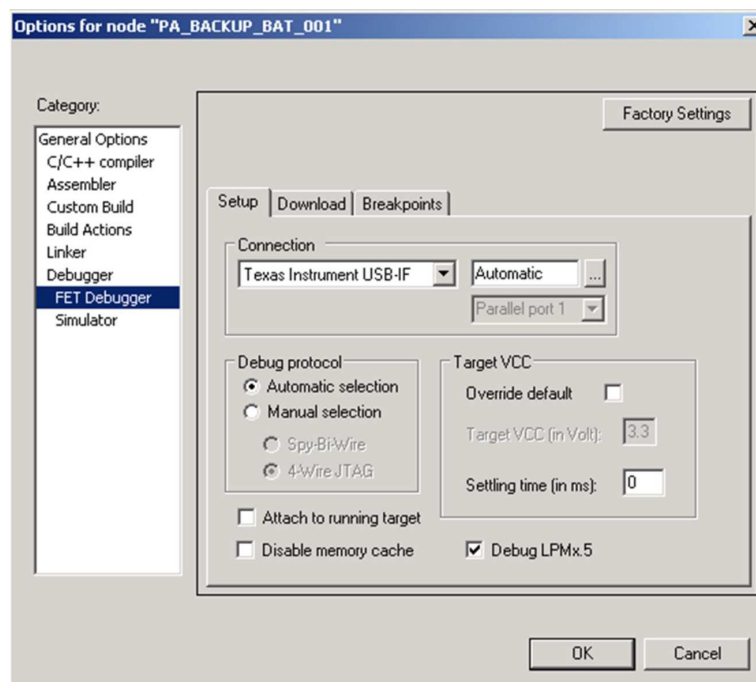 Options for node "PA_BACKUP_BAT_001"
Category:
Factory Settings
General Options
C/C++ compiler
Assembler
Custom Build
Build Actions
Linker
Debugger
FET Debugger
Simulator
Setup Download Breakpoints
Connection
Texas Instrument USB-IF Automatic ...
Parallel port 1
Debug protocol
Automatic selection
Manual selection
Spy-Bi-Wire
4-Wire JTAG
Target VCC
Override default
Target VCC (in Volt): 3.3
Settling time (in ms): 0
Attach to running target
Disable memory cache
Debug LPMx.5
OK Cancel